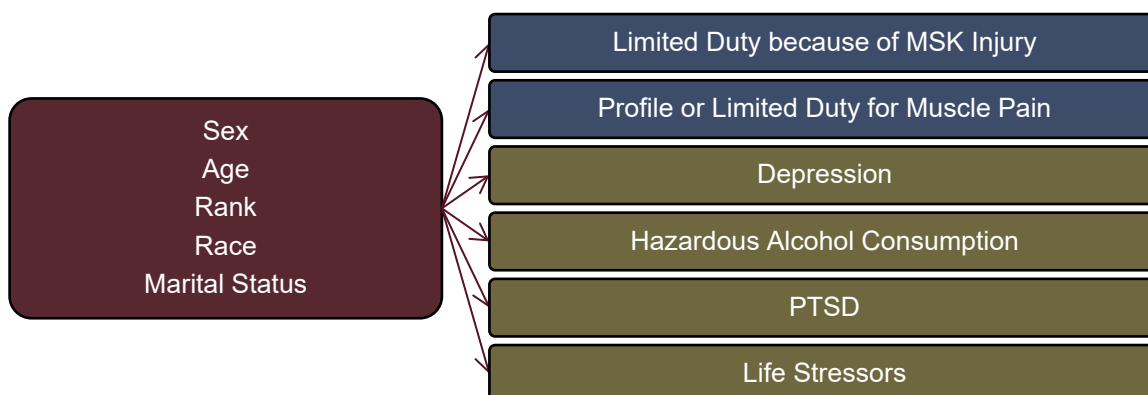 Sex
Age
Rank
Race
Marital Status
Limited Duty because of MSK Injury
Profile or Limited Duty for Muscle Pain
Depression
Hazardous Alcohol Consumption
PTSD
Life Stressors